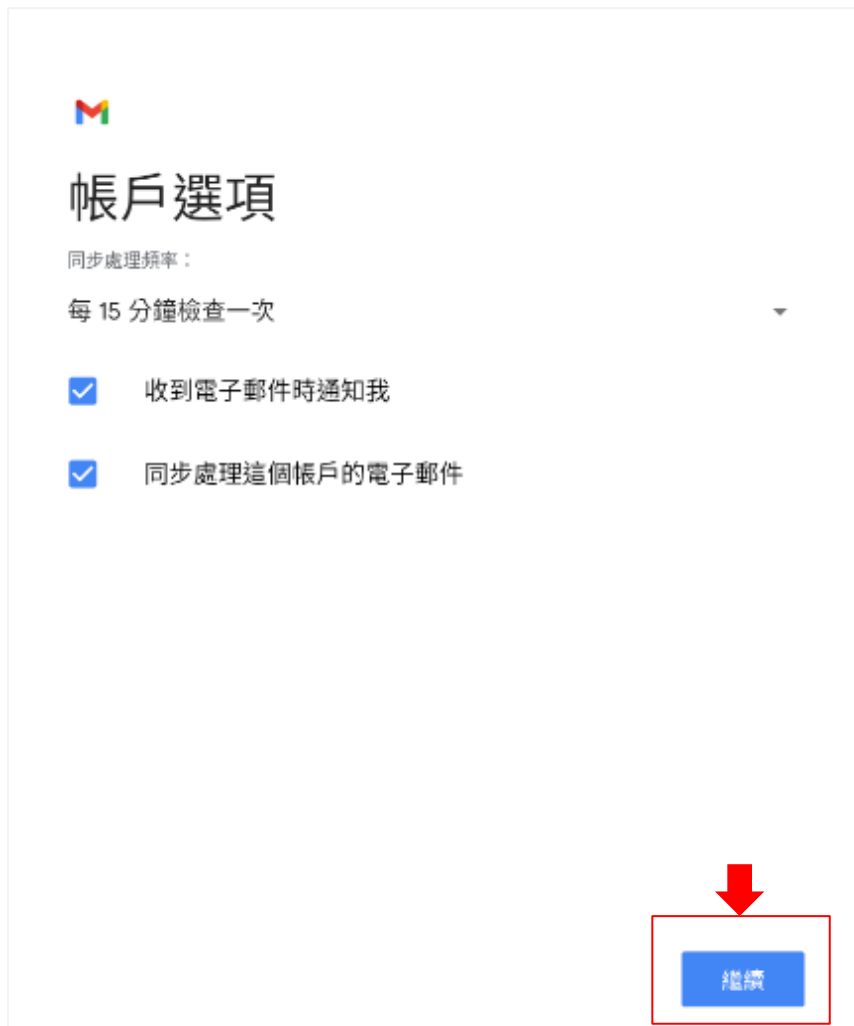 帳戶選項
同步處理頻率：
每 15 分鐘檢查一次
收到電子郵件時通知我
同步處理這個帳戶的電子郵件
繼續